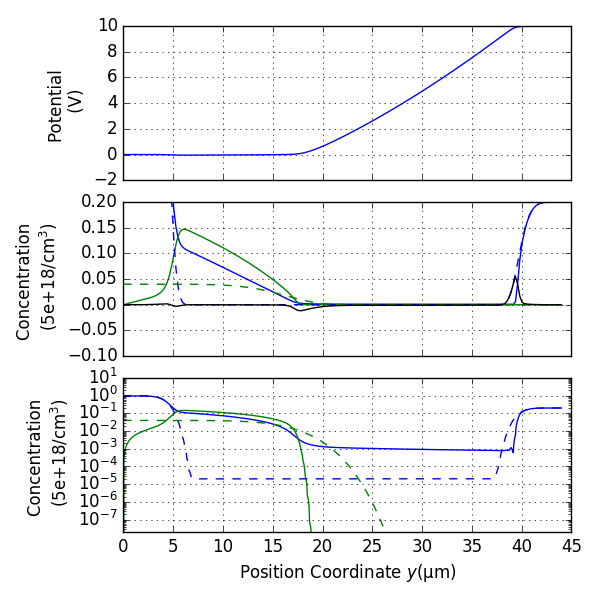 10
8
6
4
2
0
−2
Potential
(V)
0.20
0.15
0.10
0.05
0.00
−0.05
−0.10
Concentration
(5e+18/cm³)
10¹
10⁰
10⁻¹
10⁻²
10⁻³
10⁻⁴
10⁻⁵
10⁻⁶
10⁻⁷
Concentration
(5e+18/cm³)
0 5 10 15 20 25 30 35 40 45
Position Coordinate y(μm)